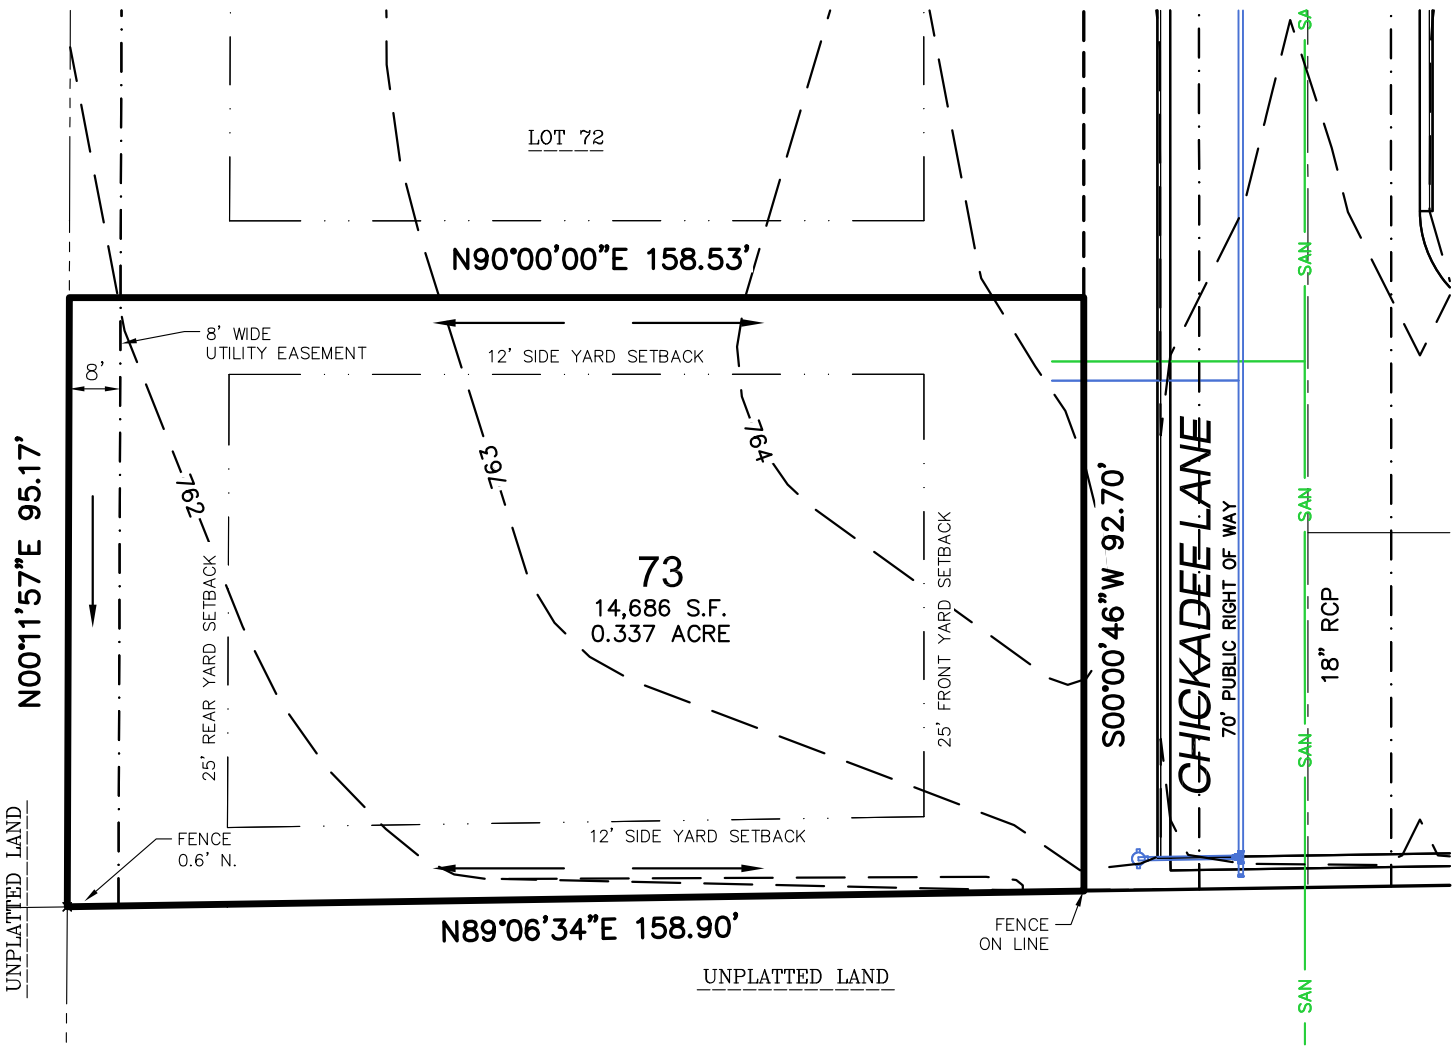 SA
LOT 72
N90°00'00"E 158.53'
SAN
8' WIDE
UTILITY EASEMENT
12' SIDE YARD SETBACK
8'
762
763
764
N00°11'57"E 95.17'
25' REAR YARD SETBACK
73
14,686 S.F.
0.337 ACRE
25' FRONT YARD SETBACK
S00°00'46"W 92.70'
CHICKADEE LANE
70' PUBLIC RIGHT OF WAY
SAN
18" RCP
SAN
12' SIDE YARD SETBACK
FENCE
0.6' N.
UNPLATTED LAND
N89°06'34"E 158.90'
FENCE
ON LINE
UNPLATTED LAND
SAN